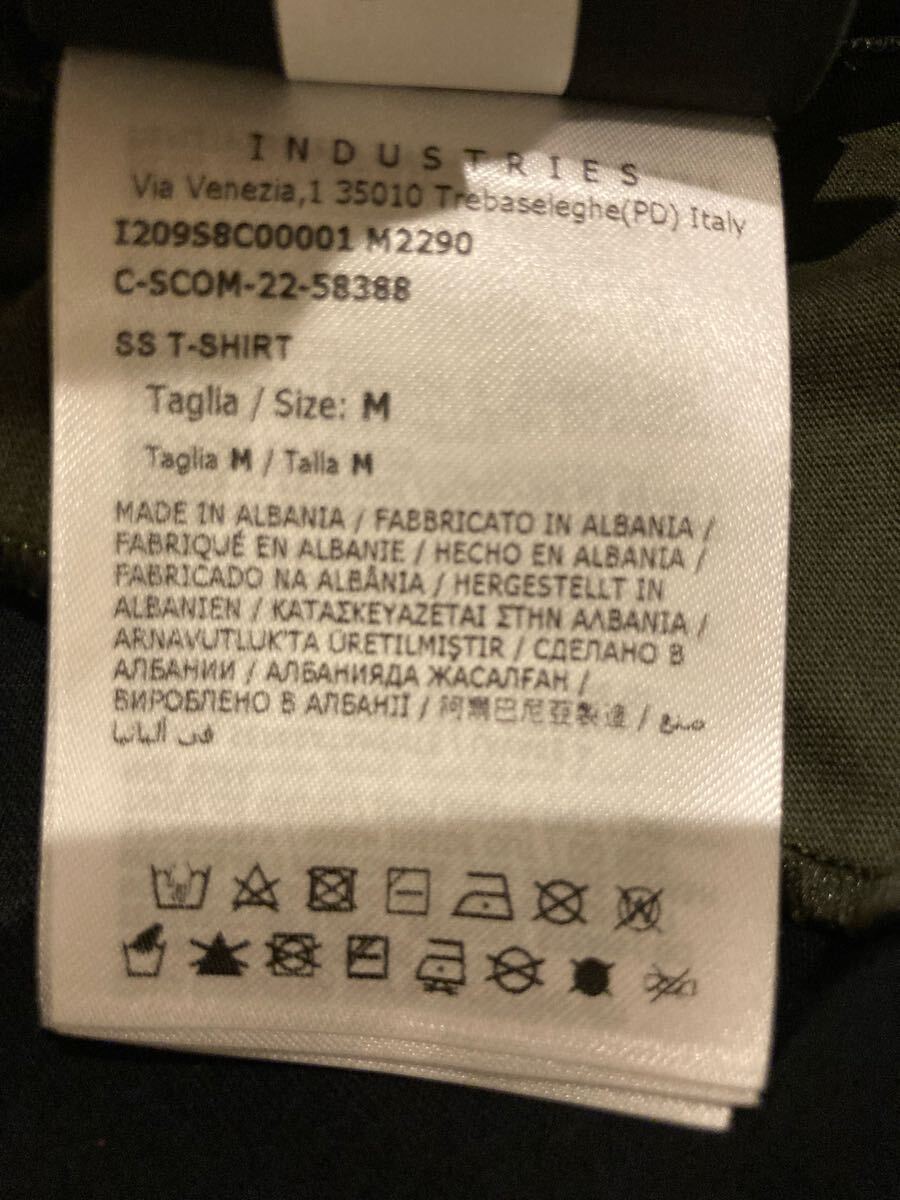 INDUSTRIES
Via Venezia,1 35010 Trebaseleghe(PD) Italy
I209S8C00001 M2290
C-SCOM-22-58388
SS T-SHIRT
Taglia / Size: M
Taglia M / Talla M
MADE IN ALBANIA / FABBRICATO IN ALBANIA /
FABRIQUÉ EN ALBANIE / HECHO EN ALBANIA /
FABRICADO NA ALBÂNIA / HERGESTELLT IN
ALBANIEN / ΚΑΤΑΣΚΕΥΑΖΕΤΑΙ ΣΤΗΝ ΑΛΒΑΝΙΑ /
ARNAVUTLUK'TA ÜRETILMIŞTIR / СДЕЛАНО В
АЛБАНИИ / АЛБАНИЯДА ЖАСАЛҒАН /
ВИРОБЛЕНО В АЛБАНІЇ / 阿爾巴尼亞製造 / صنع
في ألبانيا